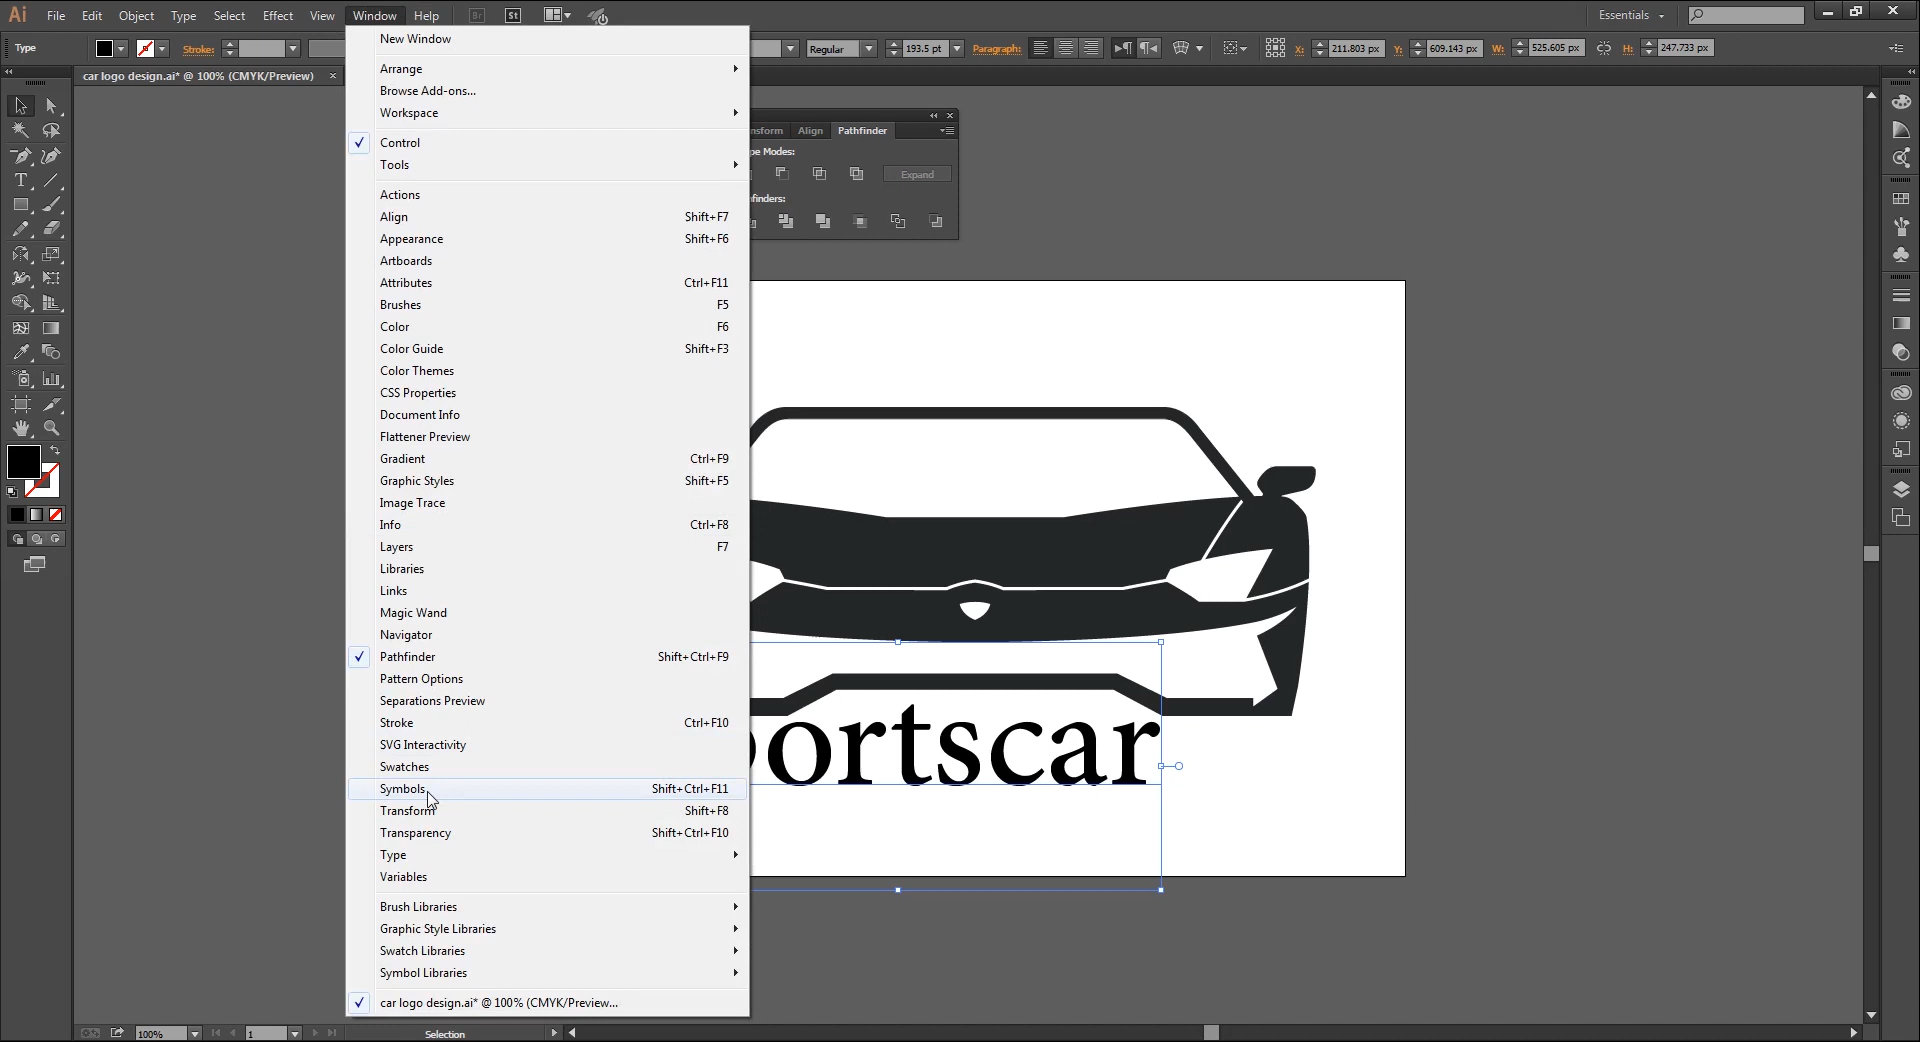 Ai File Edit Object Type Select Effect View Window Help Br St Essentials
Type Stroke: Regular 193.5 pt Paragraph: X: 211.803 px Y: 609.143 px W: 525.605 px H: 247.733 px
car logo design.ai* @ 100% (CMYK/Preview) ×
New Window
Arrange
Browse Add-ons...
Workspace
Control
Tools
Actions
Align Shift+F7
Appearance Shift+F6
Artboards
Attributes Ctrl+F11
Brushes F5
Color F6
Color Guide Shift+F3
Color Themes
CSS Properties
Document Info
Flattener Preview
Gradient Ctrl+F9
Graphic Styles Shift+F5
Image Trace
Info Ctrl+F8
Layers F7
Libraries
Links
Magic Wand
Navigator
Pathfinder Shift+Ctrl+F9
Pattern Options
Separations Preview
Stroke Ctrl+F10
SVG Interactivity
Swatches
Symbols Shift+Ctrl+F11
Transform Shift+F8
Transparency Shift+Ctrl+F10
Type
Variables
Brush Libraries
Graphic Style Libraries
Swatch Libraries
Symbol Libraries
car logo design.ai* @ 100% (CMYK/Preview...
nsform Align Pathfinder
pe Modes:
Expand
hfinders:
ortscar
100% 1 Selection